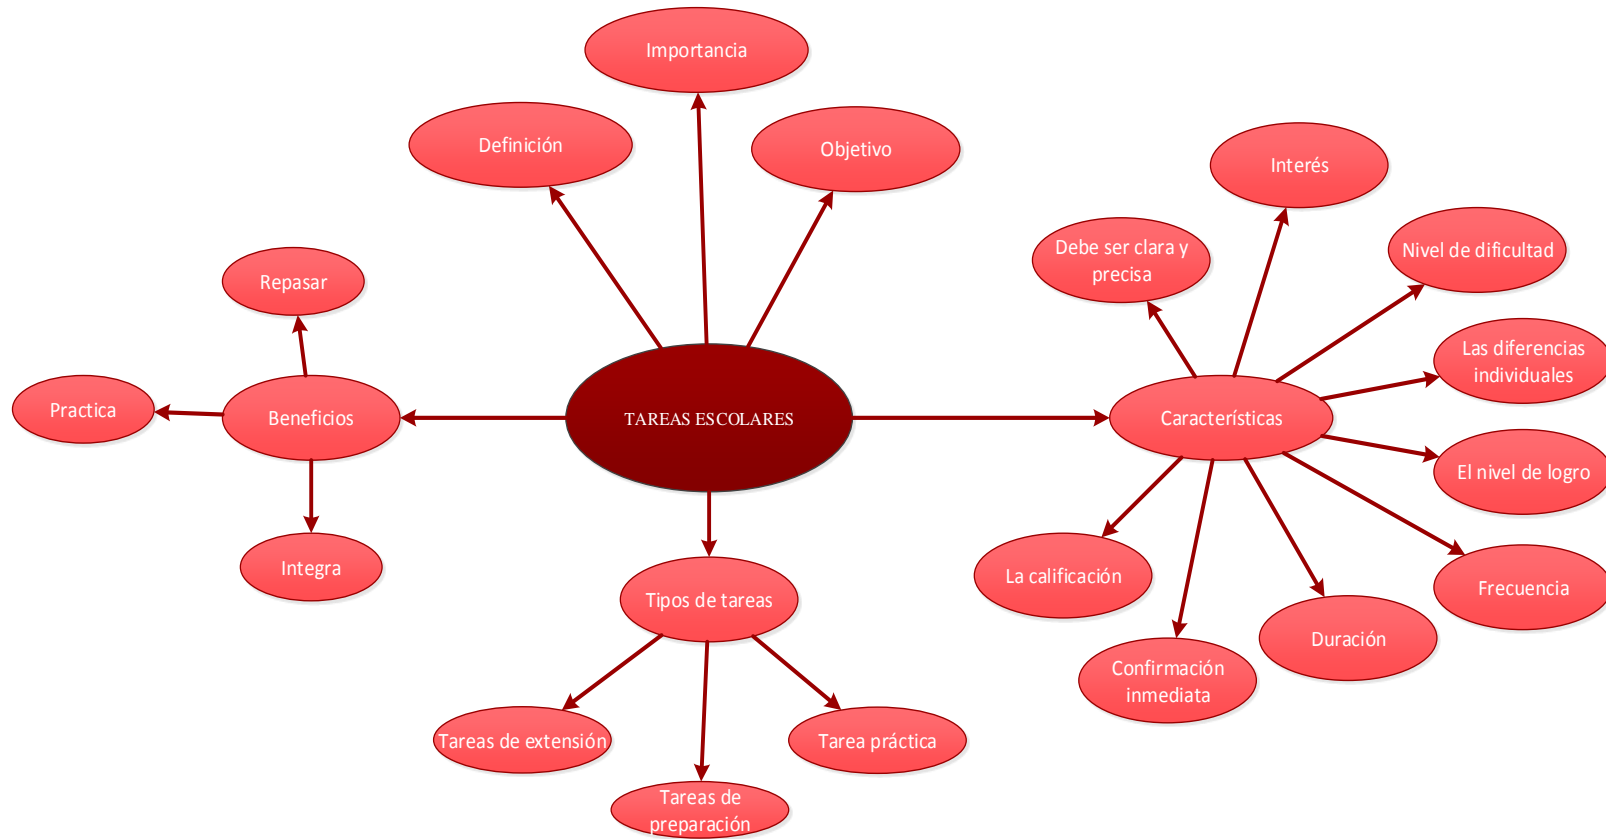 Importancia
Definición
Objetivo
Interés
Debe ser clara y
precisa
Nivel de dificultad
Repasar
Las diferencias
individuales
Practica
Beneficios
TAREAS ESCOLARES
Características
El nivel de logro
Integra
La calificación
Frecuencia
Tipos de tareas
Duración
Confirmación
inmediata
Tareas de extensión
Tarea práctica
Tareas de
preparación